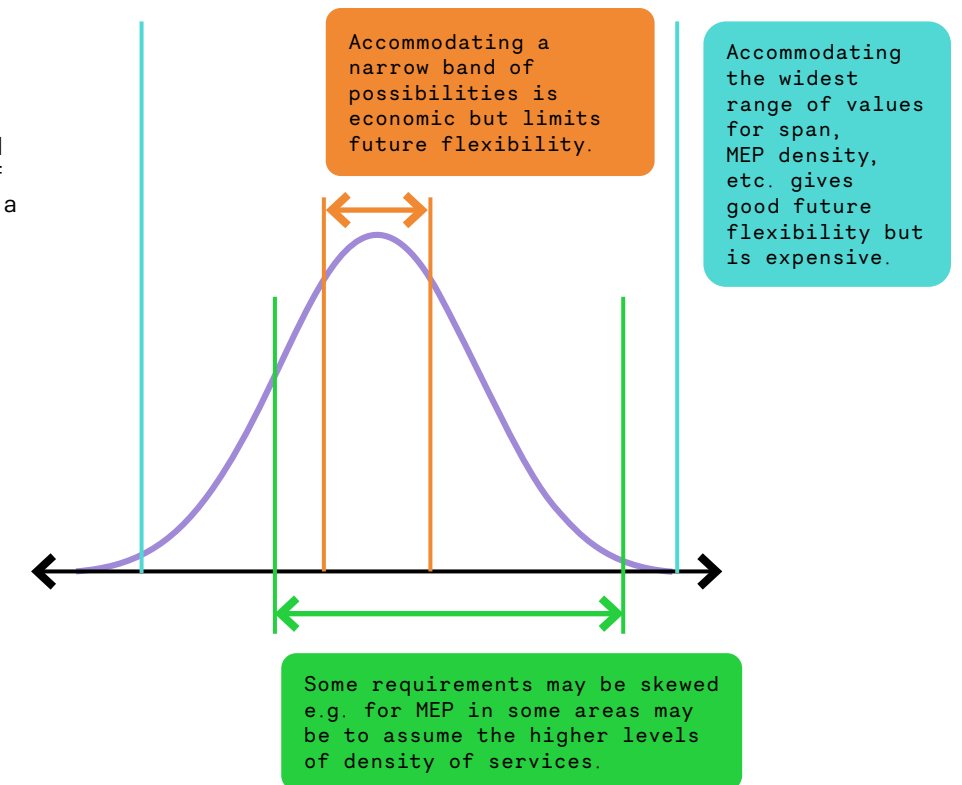 Accommodating a
narrow band of
possibilities is
economic but limits
future flexibility.
Accommodating
the widest
range of values
for span,
MEP density,
etc. gives
good future
flexibility but
is expensive.
a
Some requirements may be skewed
e.g. for MEP in some areas may
be to assume the higher levels
of density of services.